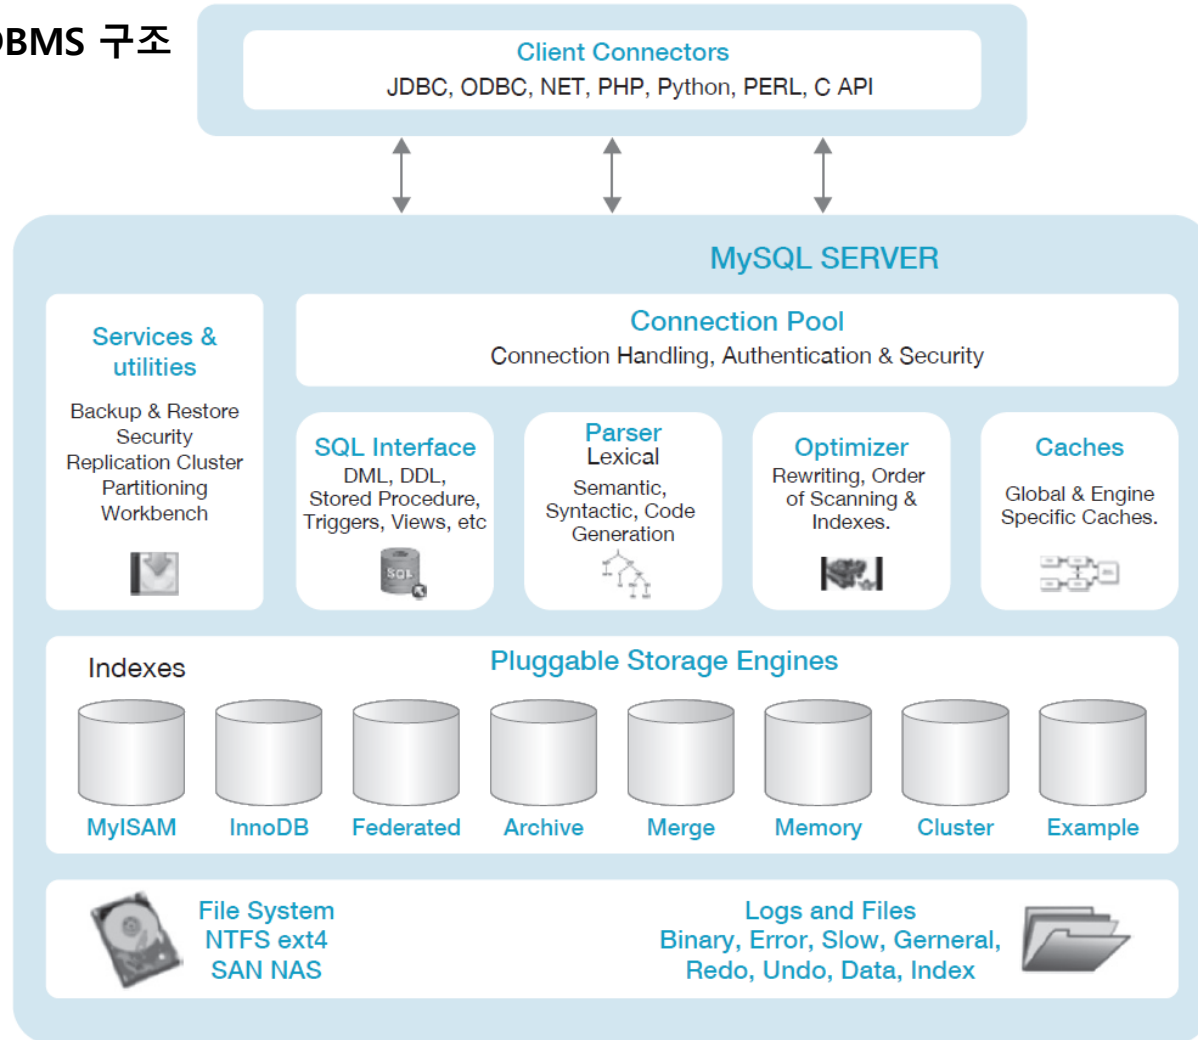 DBMS 구조
Client Connectors
JDBC, ODBC, NET, PHP, Python, PERL, C API
MySQL SERVER
Services &
utilities
Backup & Restore
Security
Replication Cluster
Partitioning
Workbench
Connection Pool
Connection Handling, Authentication & Security
SQL Interface
DML, DDL,
Stored Procedure,
Triggers, Views, etc
SQL
Parser
Lexical
Semantic,
Syntactic, Code
Generation
Optimizer
Rewriting, Order
of Scanning &
Indexes.
Caches
Global & Engine
Specific Caches.
Indexes
Pluggable Storage Engines
MyISAM
InnoDB
Federated
Archive
Merge
Memory
Cluster
Example
File System
NTFS ext4
SAN NAS
Logs and Files
Binary, Error, Slow, Gerneral,
Redo, Undo, Data, Index